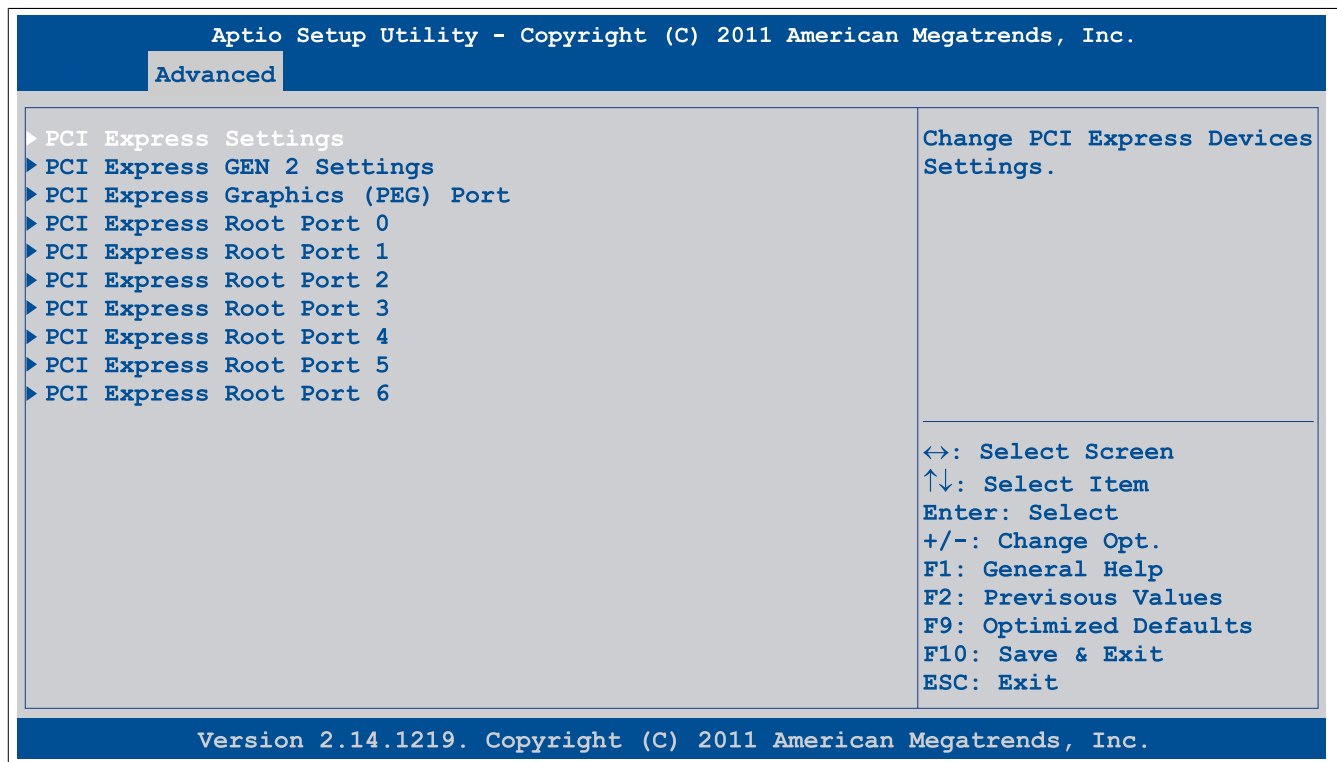 Aptio Setup Utility - Copyright (C) 2011 American Megatrends, Inc.
Advanced
PCI Express Settings
PCI Express GEN 2 Settings
PCI Express Graphics (PEG) Port
PCI Express Root Port 0
PCI Express Root Port 1
PCI Express Root Port 2
PCI Express Root Port 3
PCI Express Root Port 4
PCI Express Root Port 5
PCI Express Root Port 6
Change PCI Express Devices
Settings.
↔: Select Screen
↑↓: Select Item
Enter: Select
+/-: Change Opt.
F1: General Help
F2: Previsous Values
F9: Optimized Defaults
F10: Save & Exit
ESC: Exit
Version 2.14.1219. Copyright (C) 2011 American Megatrends, Inc.